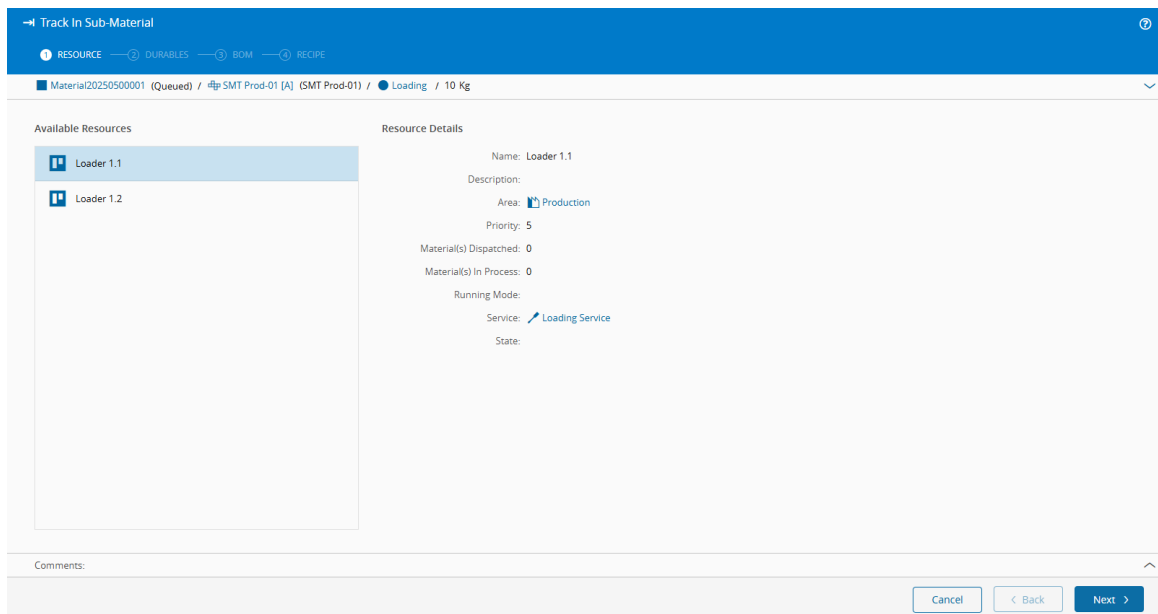 Track In Sub-Material
1 RESOURCE 2 DURABLES 3 BOM 4 RECIPE
Material20250500001 (Queued) / SMT Prod-01 [A] (SMT Prod-01) / Loading / 10 Kg
Available Resources
Loader 1.1
Loader 1.2
Resource Details
Name: Loader 1.1
Description:
Area: Production
Priority: 5
Material(s) Dispatched: 0
Material(s) In Process: 0
Running Mode:
Service: Loading Service
State:
Comments:
Cancel < Back Next >